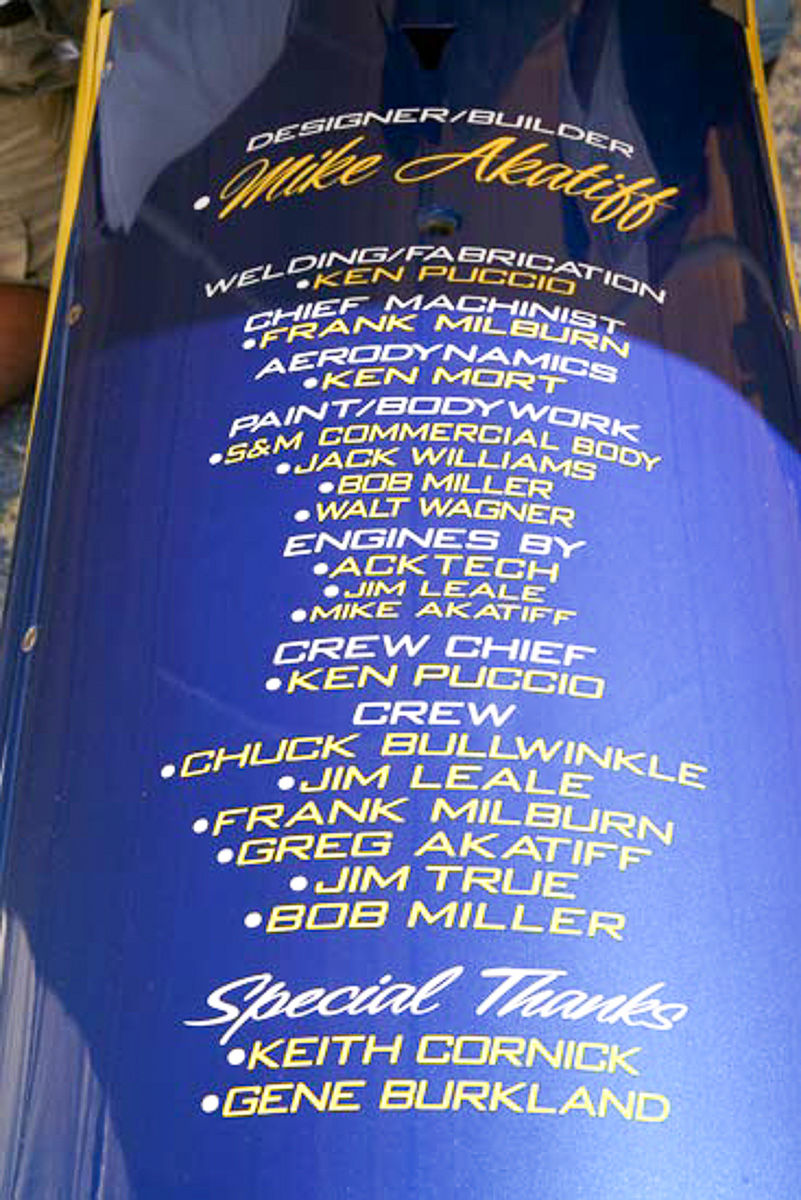 DESIGNER/BUILDER
•Mike Akatiff
WELDING/FABRICATION
•KEN PUCCIO
CHIEF MACHINIST
•FRANK MILBURN
AERODYNAMICS
•KEN MORT
PAINT/BODYWORK
•S&M COMMERCIAL BODY
•JACK WILLIAMS
•BOB MILLER
•WALT WAGNER
ENGINES BY
•ACKTECH
•JIM LEALE
•MIKE AKATIFF
CREW CHIEF
•KEN PUCCIO
CREW
•CHUCK BULLWINKLE
•JIM LEALE
•FRANK MILBURN
•GREG AKATIFF
•JIM TRUE
•BOB MILLER
Special Thanks
•KEITH CORNICK
•GENE BURKLAND